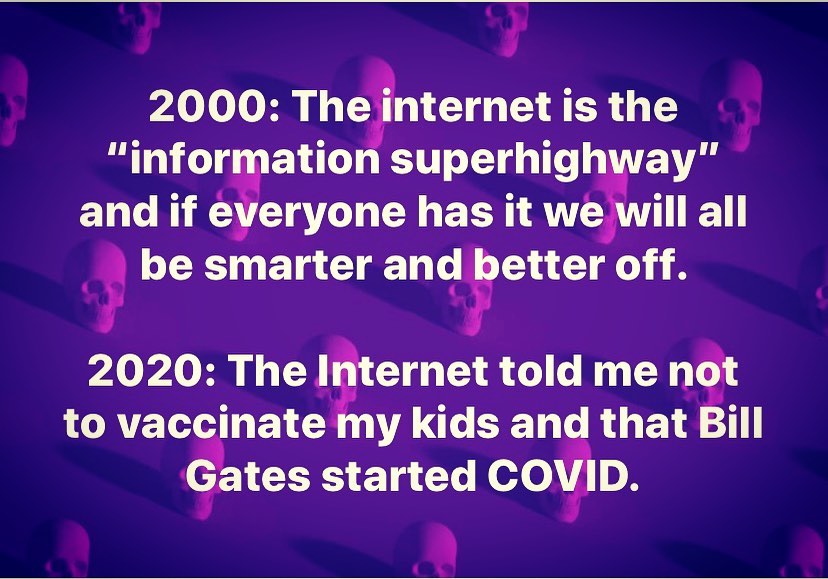 2000: The internet is the
“information superhighway”
and if everyone has it we will all
be smarter and better off.
2020: The Internet told me not
to vaccinate my kids and that Bill
Gates started COVID.